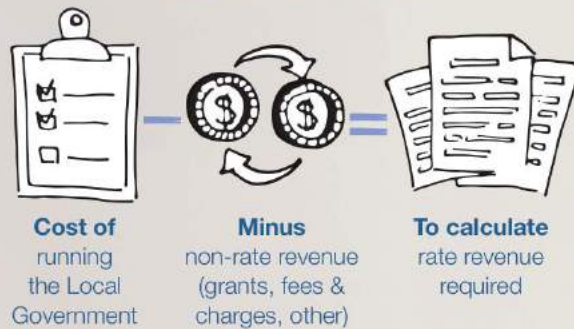 $ $
Cost of
running
the Local
Government
Minus
non-rate revenue
(grants, fees &
charges, other)
To calculate
rate revenue
required